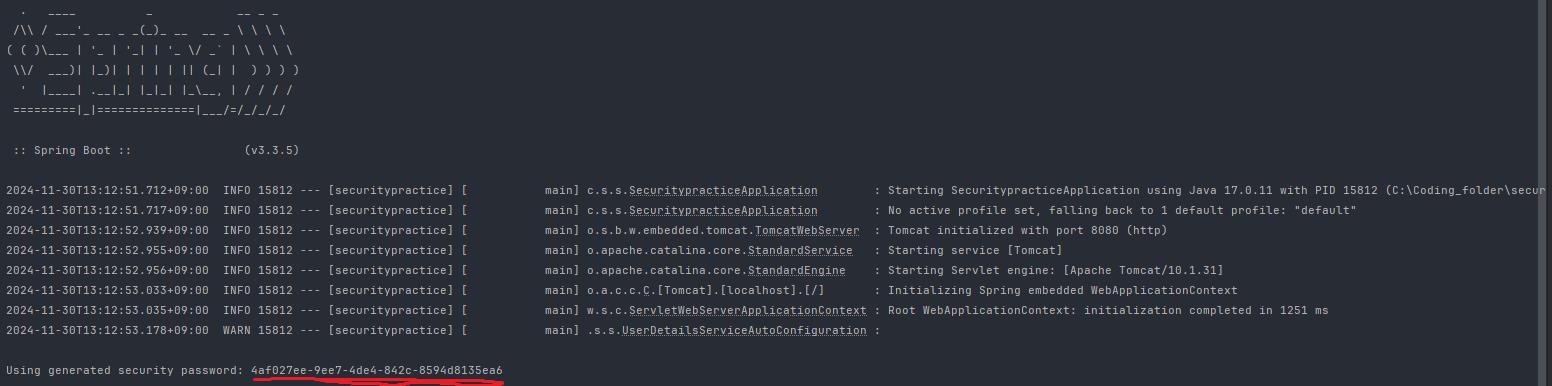 .   ____          _            __ _ _
 /\\ / ___'_ __ _ _(_)_ __  __ _ \ \ \ \
( ( )\___ | '_ | '_| | '_ \/ _` | \ \ \ \
 \\/  ___)| |_)| | | | | || (_| |  ) ) ) )
  '  |____| .__|_| |_|_| |_\__, | / / / /
 =========|_|==============|___/=/_/_/_/
 :: Spring Boot ::                (v3.3.5)
2024-11-30T13:12:51.712+09:00  INFO 15812 --- [securitypractice] [           main] c.s.s.SecuritypracticeApplication        : Starting SecuritypracticeApplication using Java 17.0.11 with PID 15812 (C:\Coding_folder\secur
2024-11-30T13:12:51.717+09:00  INFO 15812 --- [securitypractice] [           main] c.s.s.SecuritypracticeApplication        : No active profile set, falling back to 1 default profile: "default"
2024-11-30T13:12:52.939+09:00  INFO 15812 --- [securitypractice] [           main] o.s.b.w.embedded.tomcat.TomcatWebServer  : Tomcat initialized with port 8080 (http)
2024-11-30T13:12:52.955+09:00  INFO 15812 --- [securitypractice] [           main] o.apache.catalina.core.StandardService   : Starting service [Tomcat]
2024-11-30T13:12:52.956+09:00  INFO 15812 --- [securitypractice] [           main] o.apache.catalina.core.StandardEngine    : Starting Servlet engine: [Apache Tomcat/10.1.31]
2024-11-30T13:12:53.033+09:00  INFO 15812 --- [securitypractice] [           main] o.a.c.c.C.[Tomcat].[localhost].[/]       : Initializing Spring embedded WebApplicationContext
2024-11-30T13:12:53.035+09:00  INFO 15812 --- [securitypractice] [           main] w.s.c.ServletWebServerApplicationContext : Root WebApplicationContext: initialization completed in 1251 ms
2024-11-30T13:12:53.178+09:00  WARN 15812 --- [securitypractice] [           main] .s.s.UserDetailsServiceAutoConfiguration :
Using generated security password: 4af027ee-9ee7-4de4-842c-8594d8135ea6